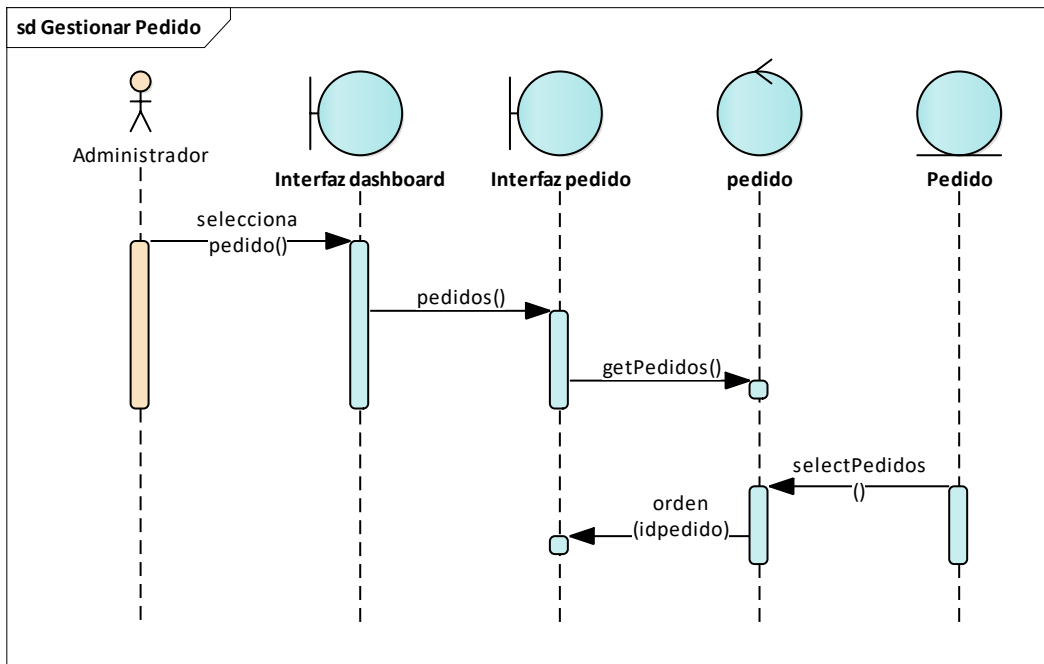 sd Gestionar Pedido
Administrador
Interfaz dashboard
Interfaz pedido
pedido
Pedido
selecciona
pedido()
pedidos()
getPedidos()
selectPedidos
()
orden
(idpedido)